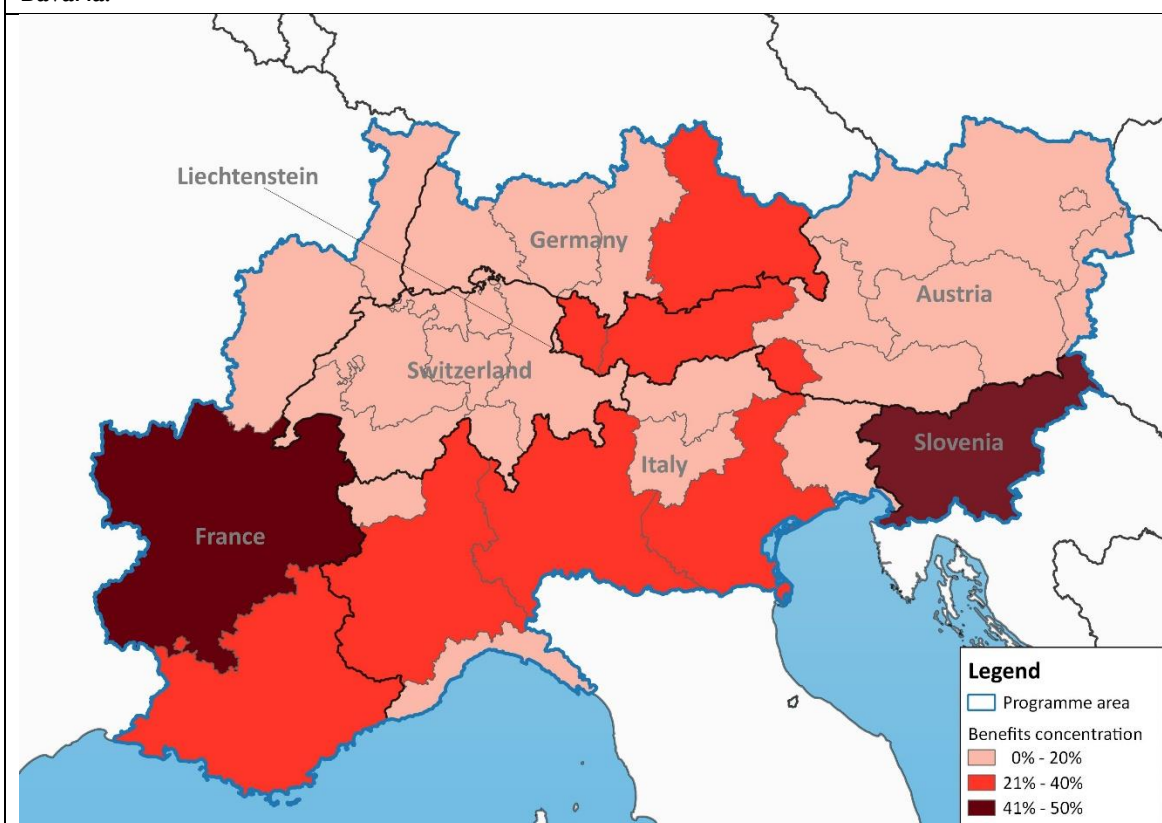 Bavaria.
Liechtenstein
Germany
Austria
Switzerland
Slovenia
Italy
France
Legend
Programme area
Benefits concentration
0% - 20%
21% - 40%
41% - 50%